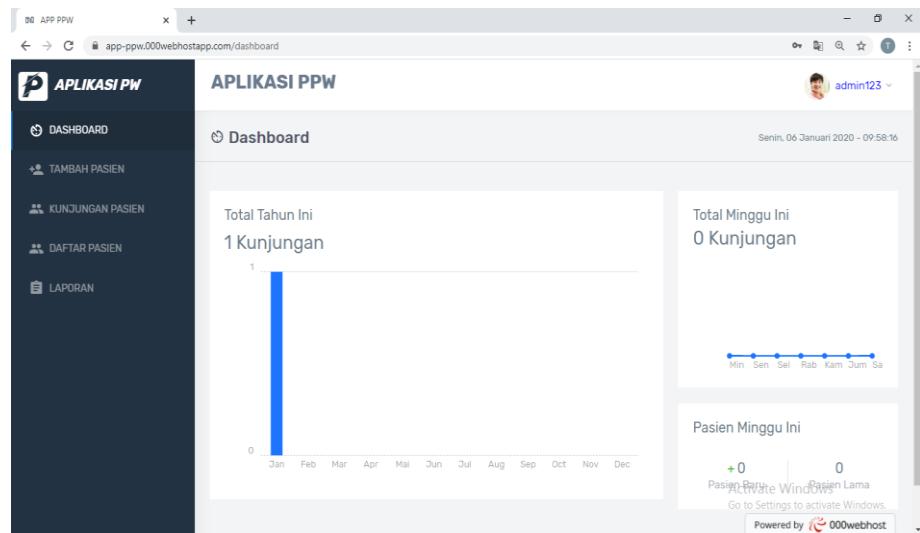 APP PPW
app-ppw.000webhostapp.com/dashboard
T
APLIKASI PW
APLIKASI PPW
admin123
DASHBOARD
TAMBAH PASIEN
KUNJUNGAN PASIEN
DAFTAR PASIEN
LAPORAN
Dashboard
Senin, 06 Januari 2020 - 09:58:16
Total Tahun Ini
1 Kunjungan
1
0
Jan Feb Mar Apr Mai Jun Jul Aug Sep Oct Nov Dec
Total Minggu Ini
0 Kunjungan
Min Sen Sel Rab Kam Jum Sa
Pasien Minggu Ini
+0 0
Pasien Baru Pasien Lama
Activate Windows
Go to Settings to activate Windows.
Powered by 000webhost